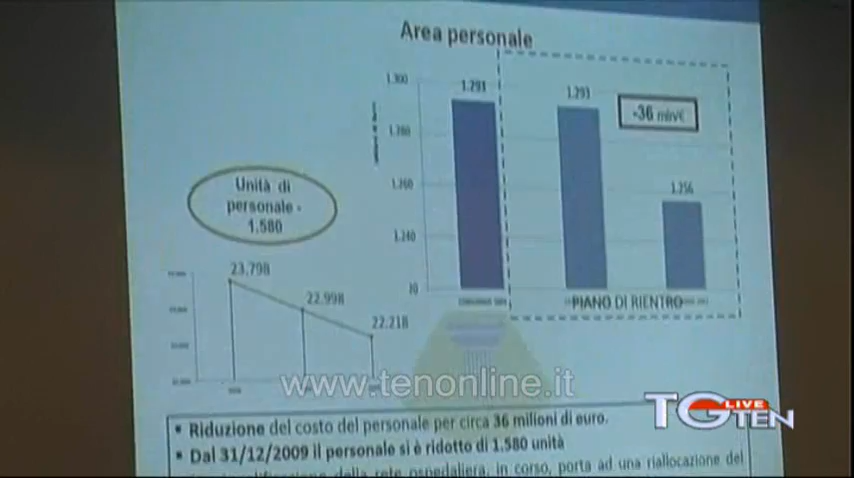 Area personale
1.300
1.291
1.293
-36 mln/€
1.280
1.260
1.256
1.240
Unità di
personale -
1.580
23.798
22.998
22.218
PIANO DI RIENTRO
www.tenonline.it
LIVE
TG TEN
• Riduzione del costo del personale per circa 36 milioni di euro.
• Dal 31/12/2009 il personale si è ridotto di 1.580 unità
della rete ospedaliera, in corso, porta ad una riallocazione del